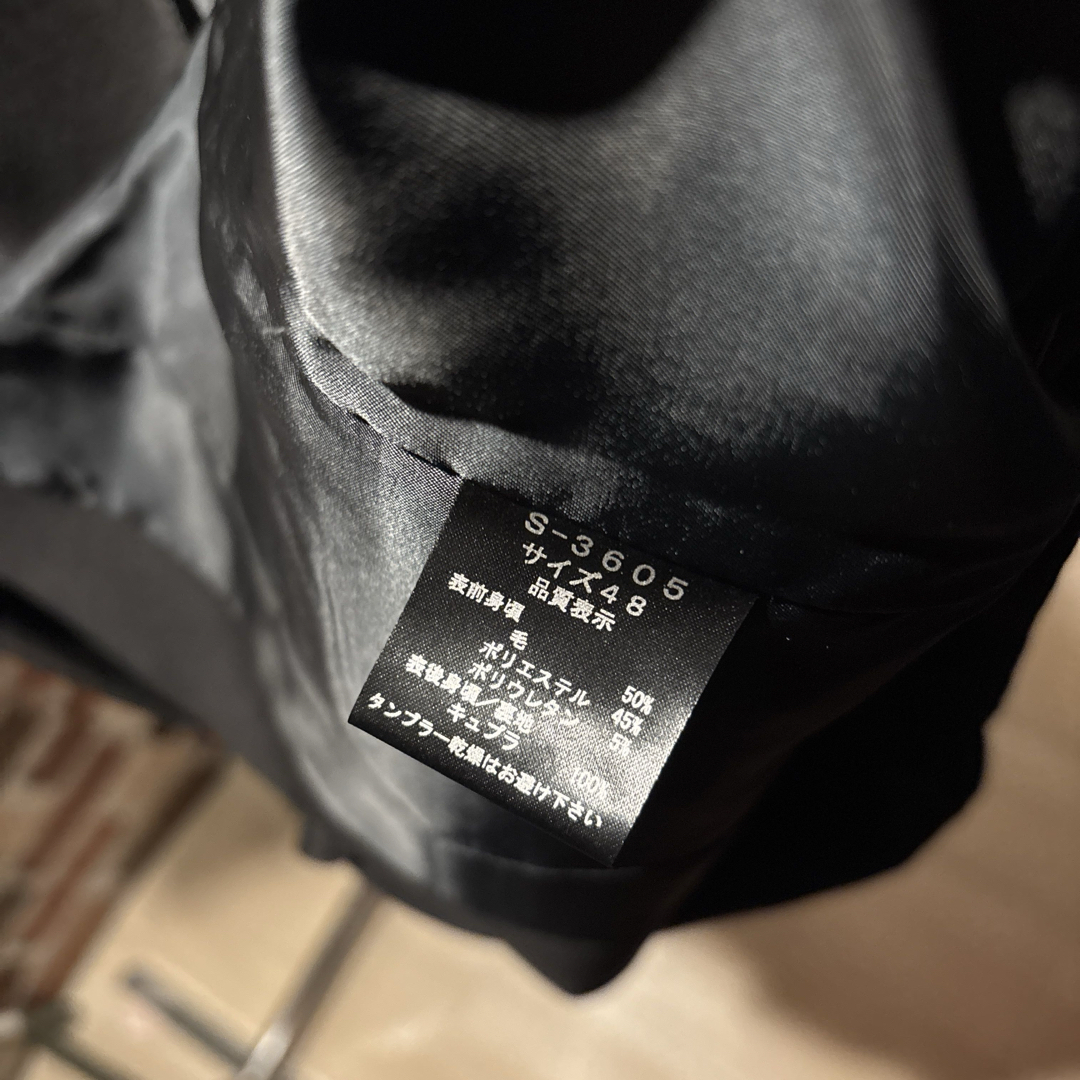 S-3605
サイズ48
品質表示
表前身頃
毛 50%
ポリエステル 45%
ポリウレタン 5%
表後身頃/裏地
キュプラ 100%
タンブラー乾燥はお避け下さい